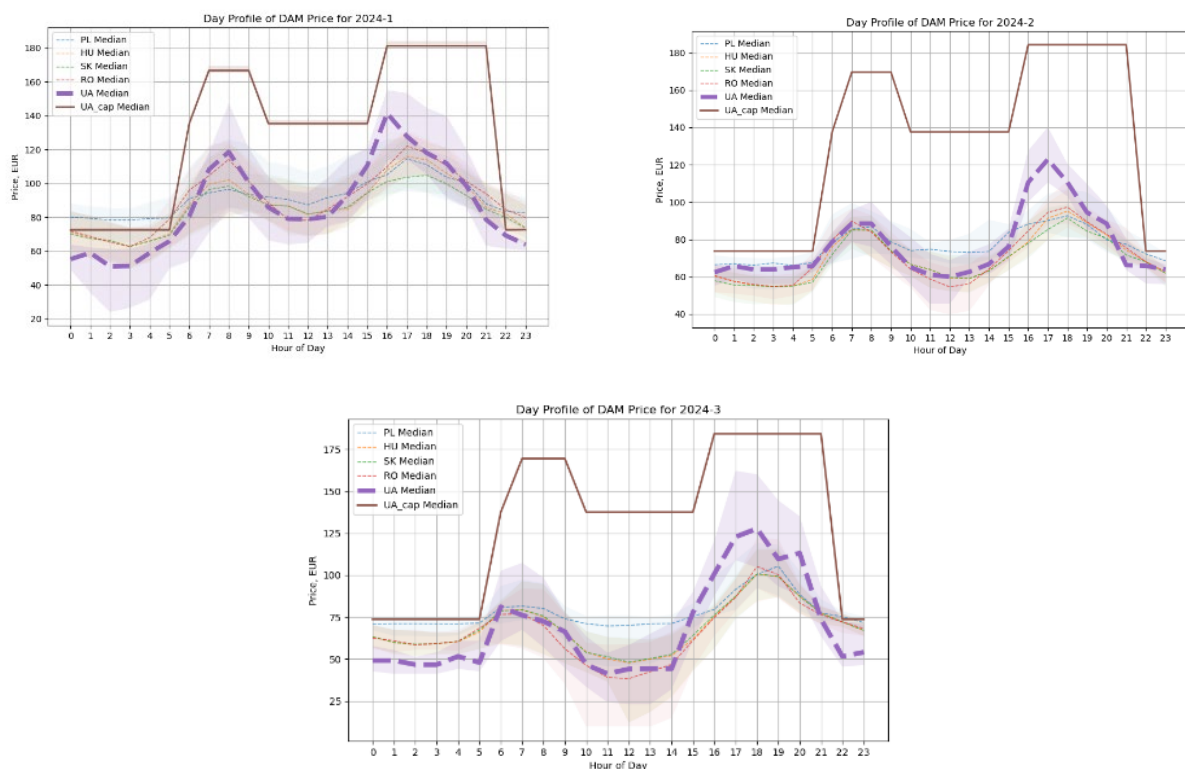 Day Profile of DAM Price for 2024-1
PL Median
HU Median
SK Median
RO Median
UA Median
UA_cap Median
Price, EUR
180
160
140
120
100
80
60
40
20
0 1 2 3 4 5 6 7 8 9 10 11 12 13 14 15 16 17 18 19 20 21 22 23
Hour of Day
Day Profile of DAM Price for 2024-2
PL Median
HU Median
SK Median
RO Median
UA Median
UA_cap Median
Price, EUR
180
160
140
120
100
80
60
40
0 1 2 3 4 5 6 7 8 9 10 11 12 13 14 15 16 17 18 19 20 21 22 23
Hour of Day
Day Profile of DAM Price for 2024-3
PL Median
HU Median
SK Median
RO Median
UA Median
UA_cap Median
Price, EUR
175
150
125
100
75
50
25
0 1 2 3 4 5 6 7 8 9 10 11 12 13 14 15 16 17 18 19 20 21 22 23
Hour of Day